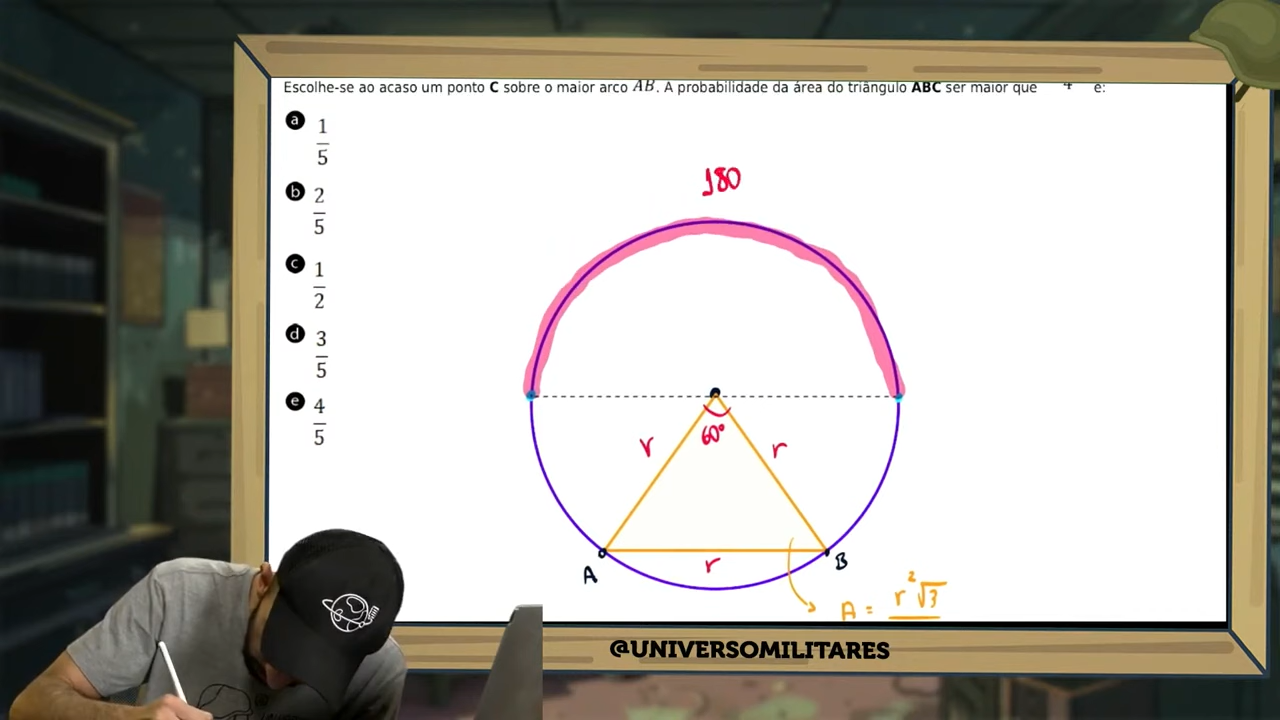 Escolhe-se ao acaso um ponto C sobre o maior arco AB. A probabilidade da área do triângulo ABC ser maior que 4 é:
a 1/5
b 2/5
c 1/2
d 3/5
e 4/5
180
60°
r r
r
A B
A = r²√3
@UNIVERSOMILITARES